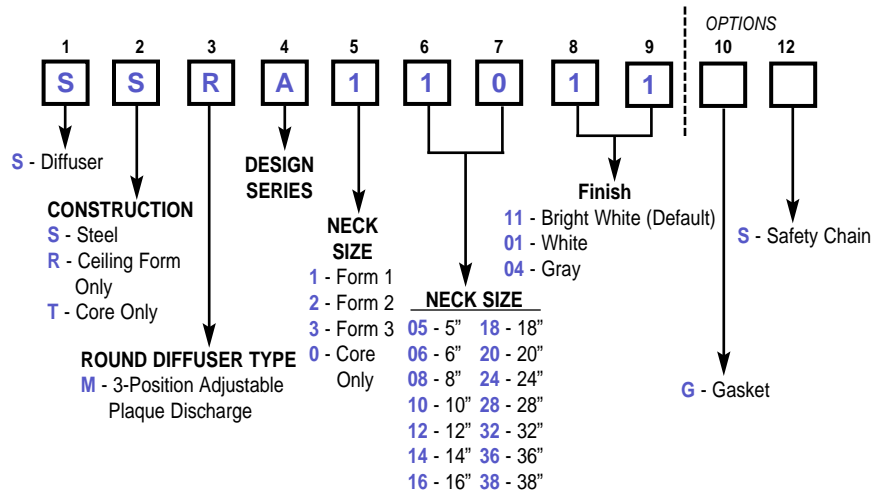 OPTIONS
1 2 3 4 5 6 7 8 9 10 12
S S R A 1 1 0 1 1
S - Diffuser
CONSTRUCTION
S - Steel
R - Ceiling Form
Only
T - Core Only
ROUND DIFFUSER TYPE
M - 3-Position Adjustable
Plaque Discharge
DESIGN
SERIES
NECK
SIZE
1 - Form 1
2 - Form 2
3 - Form 3
0 - Core
Only
NECK SIZE
05 - 5” 18 - 18”
06 - 6” 20 - 20”
08 - 8” 24 - 24”
10 - 10” 28 - 28”
12 - 12” 32 - 32”
14 - 14” 36 - 36”
16 - 16” 38 - 38”
Finish
11 - Bright White (Default)
01 - White
04 - Gray
G - Gasket
S - Safety Chain